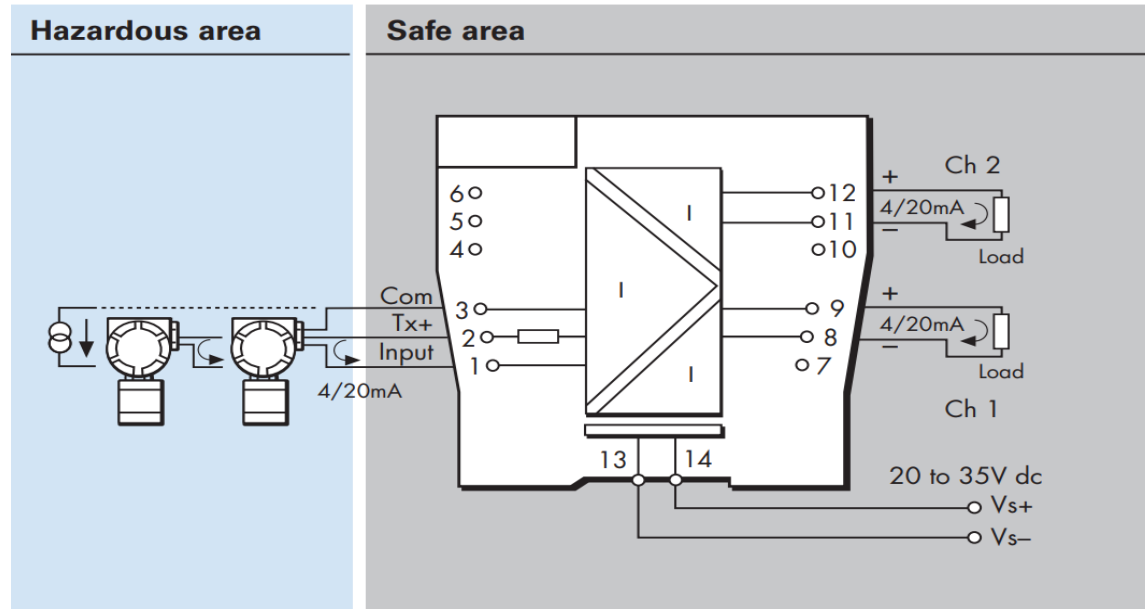 Hazardous area
Safe area
6
5
4
Com
3
Tx+
2
Input
1
4/20mA
I
I
I
12
11
10
9
8
7
+
Ch 2
4/20mA
–
Load
+
4/20mA
–
Load
Ch 1
13
14
20 to 35V dc
Vs+
Vs–